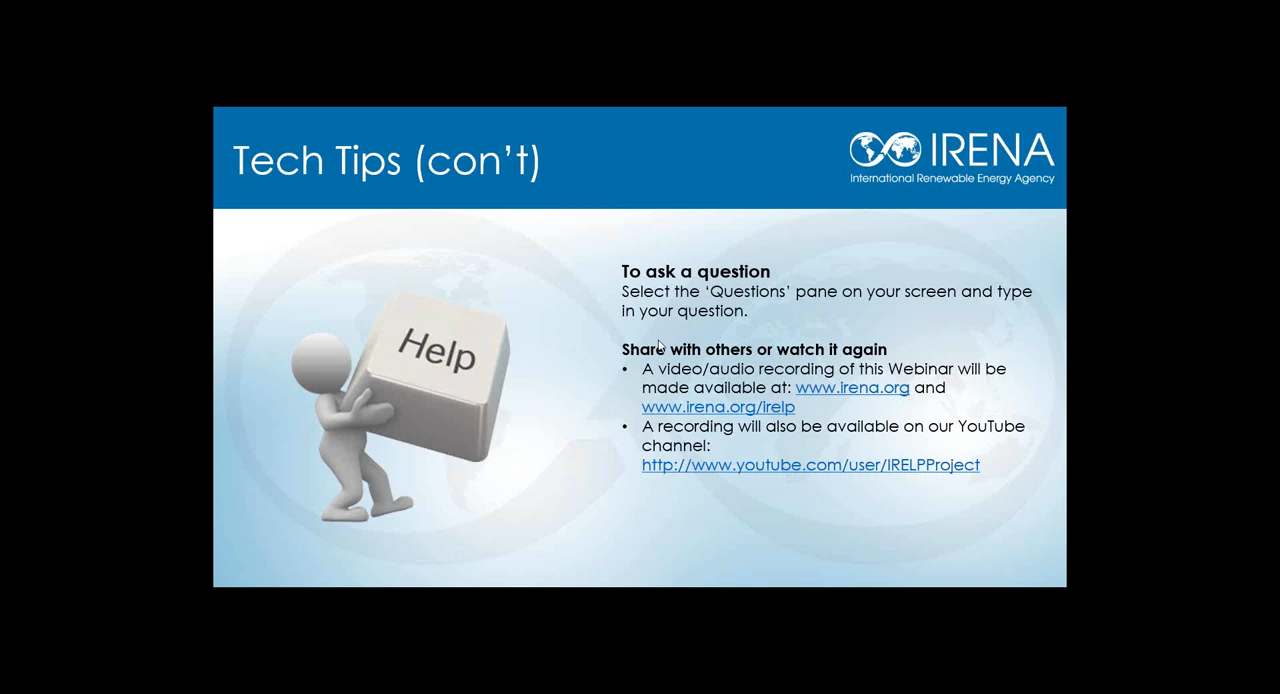 Tech Tips (con't)
IRENA
International Renewable Energy Agency
Help
To ask a question
Select the ‘Questions’ pane on your screen and type
in your question.
Share with others or watch it again
• A video/audio recording of this Webinar will be
made available at: www.irena.org and
www.irena.org/irelp
• A recording will also be available on our YouTube
channel:
http://www.youtube.com/user/IRELPProject